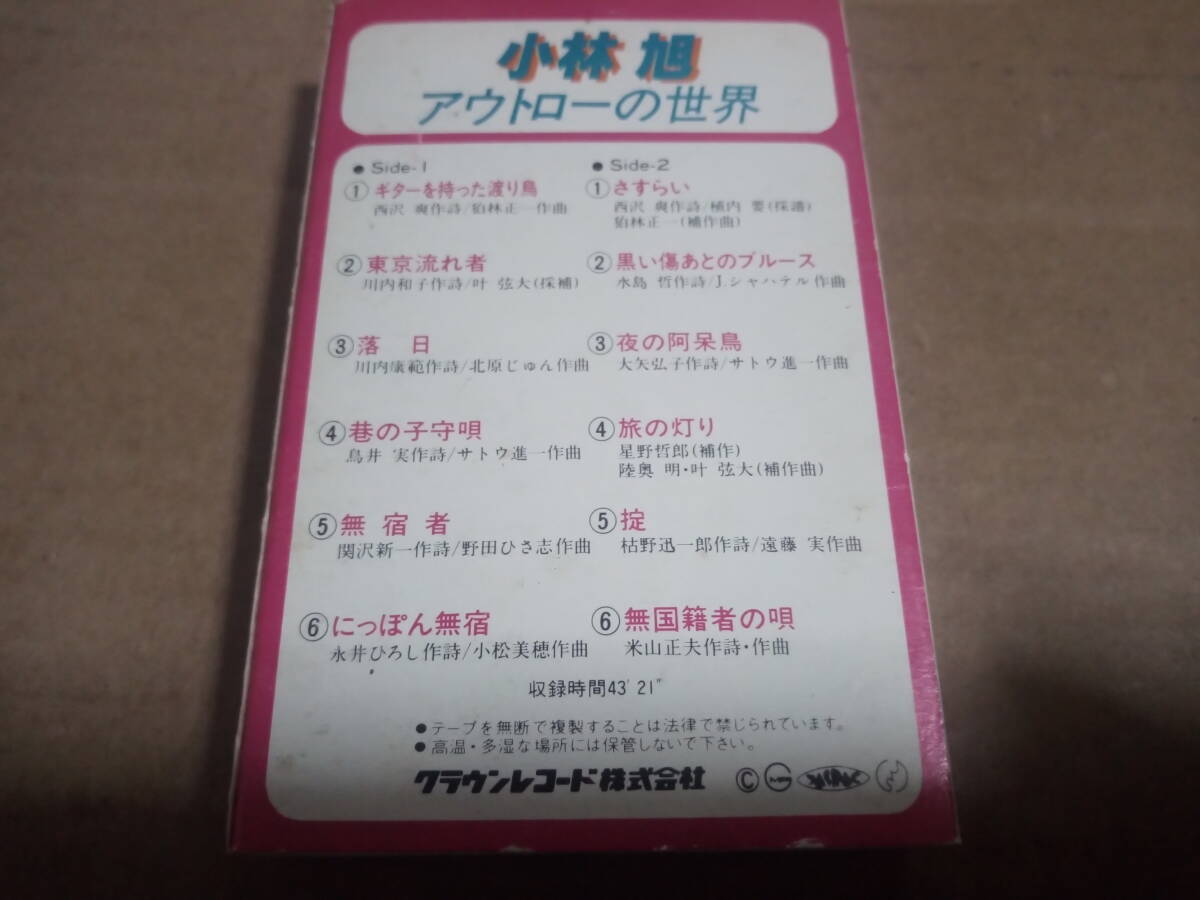 小林 旭
アウトローの世界
● Side-1
① ギターを持った渡り鳥
西沢 爽作詩/狛林正一作曲
② 東京流れ者
川内和子作詩/叶 弦大(採補)
③ 落 日
川内康範作詩/北原じゅん作曲
④ 巷の子守唄
鳥井 実作詩/サトウ進一作曲
⑤ 無宿者
関沢新一作詩/野田ひさ志作曲
⑥ にっぽん無宿
永井ひろし作詩/小松美穂作曲
● Side-2
① さすらい
西沢 爽作詩/植内 要(採譜)
狛林正一(補作曲)
② 黒い傷あとのブルース
水島 哲作詩/J.シャハテル作曲
③ 夜の阿呆鳥
大矢弘子作詩/サトウ進一作曲
④ 旅の灯り
星野哲郎(補作)
陸奥 明・叶 弦大(補作曲)
⑤ 掟
枯野迅一郎作詩/遠藤 実作曲
⑥ 無国籍者の唄
米山正夫作詩・作曲
収録時間43′21″
● テープを無断で複製することは法律で禁じられています。
● 高温・多湿な場所には保管しないで下さい。
クラウンレコード株式会社 ©